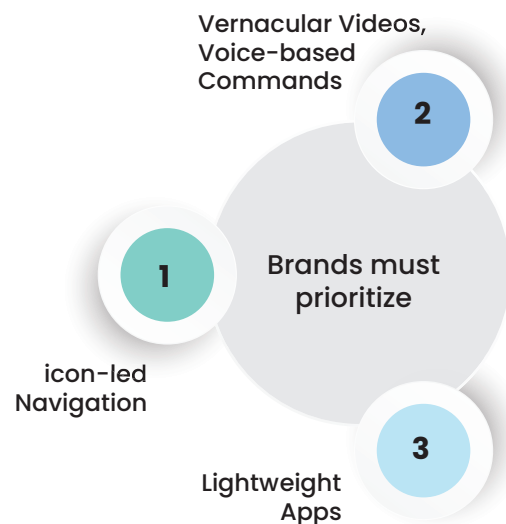 Vernacular Videos,
Voice-based
Commands
2
1
Brands must
prioritize
icon-led
Navigation
3
Lightweight
Apps